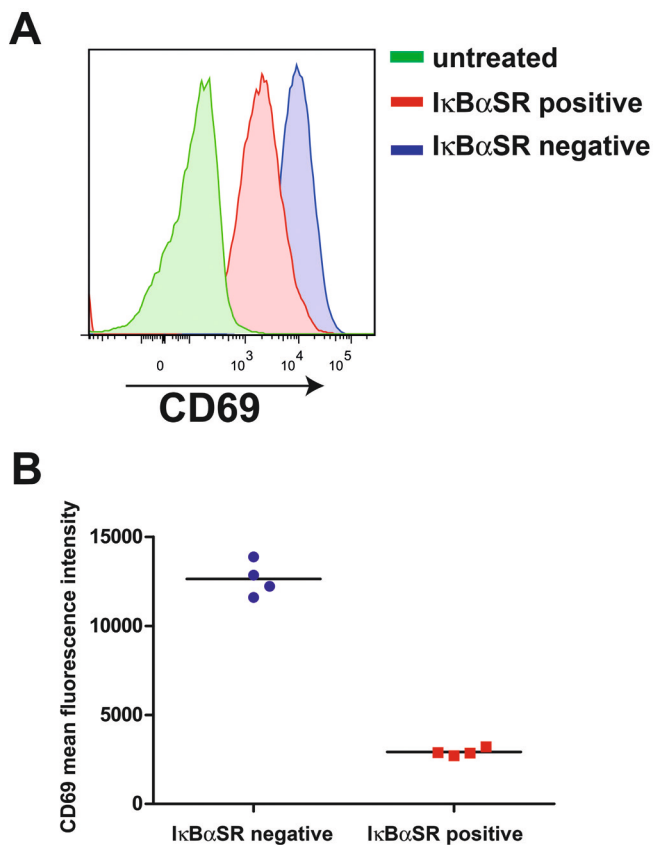 A
untreated
IκBαSR positive
IκBαSR negative
0 10³ 10⁴ 10⁵
CD69
B
CD69 mean fluorescence intensity
15000
10000
5000
0
IκBαSR negative IκBαSR positive